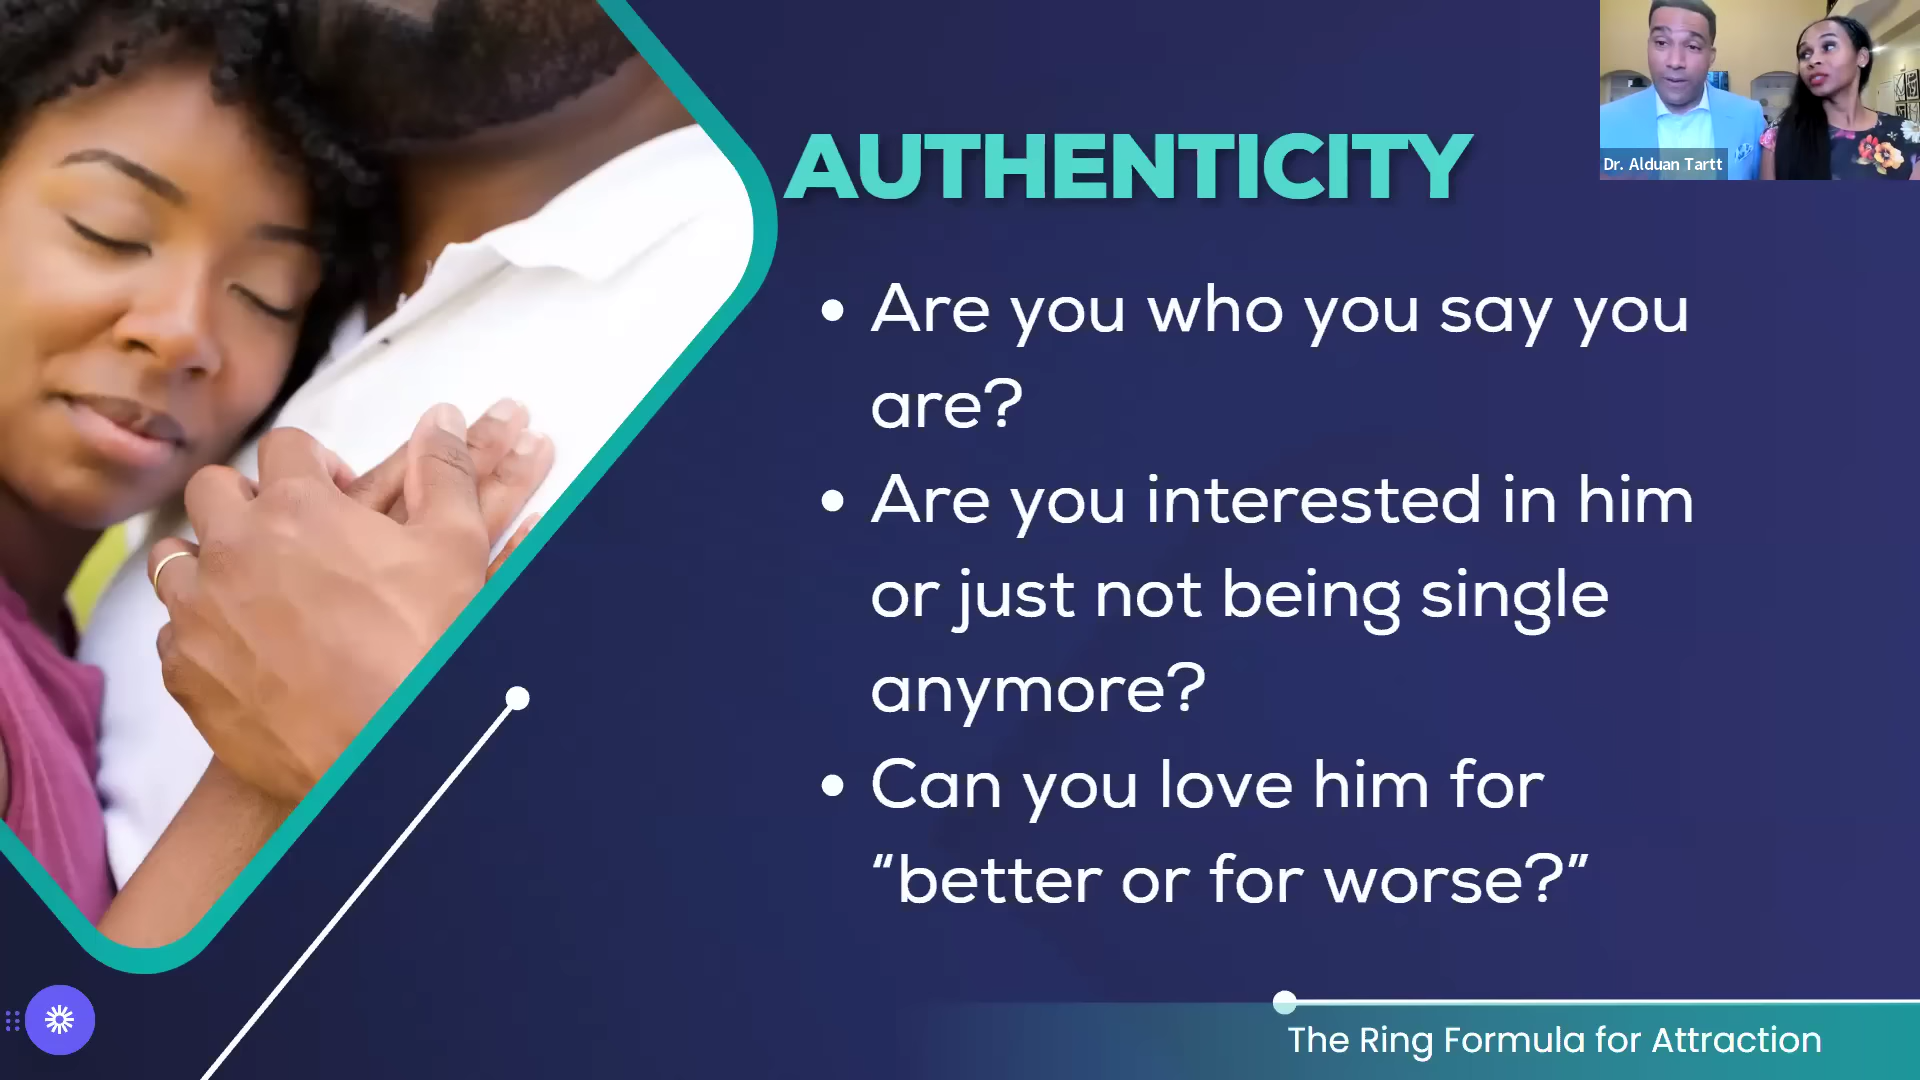 Dr. Alduan Tartt
AUTHENTICITY
• Are you who you say you
are?
• Are you interested in him
or just not being single
anymore?
• Can you love him for
“better or for worse?”
The Ring Formula for Attraction